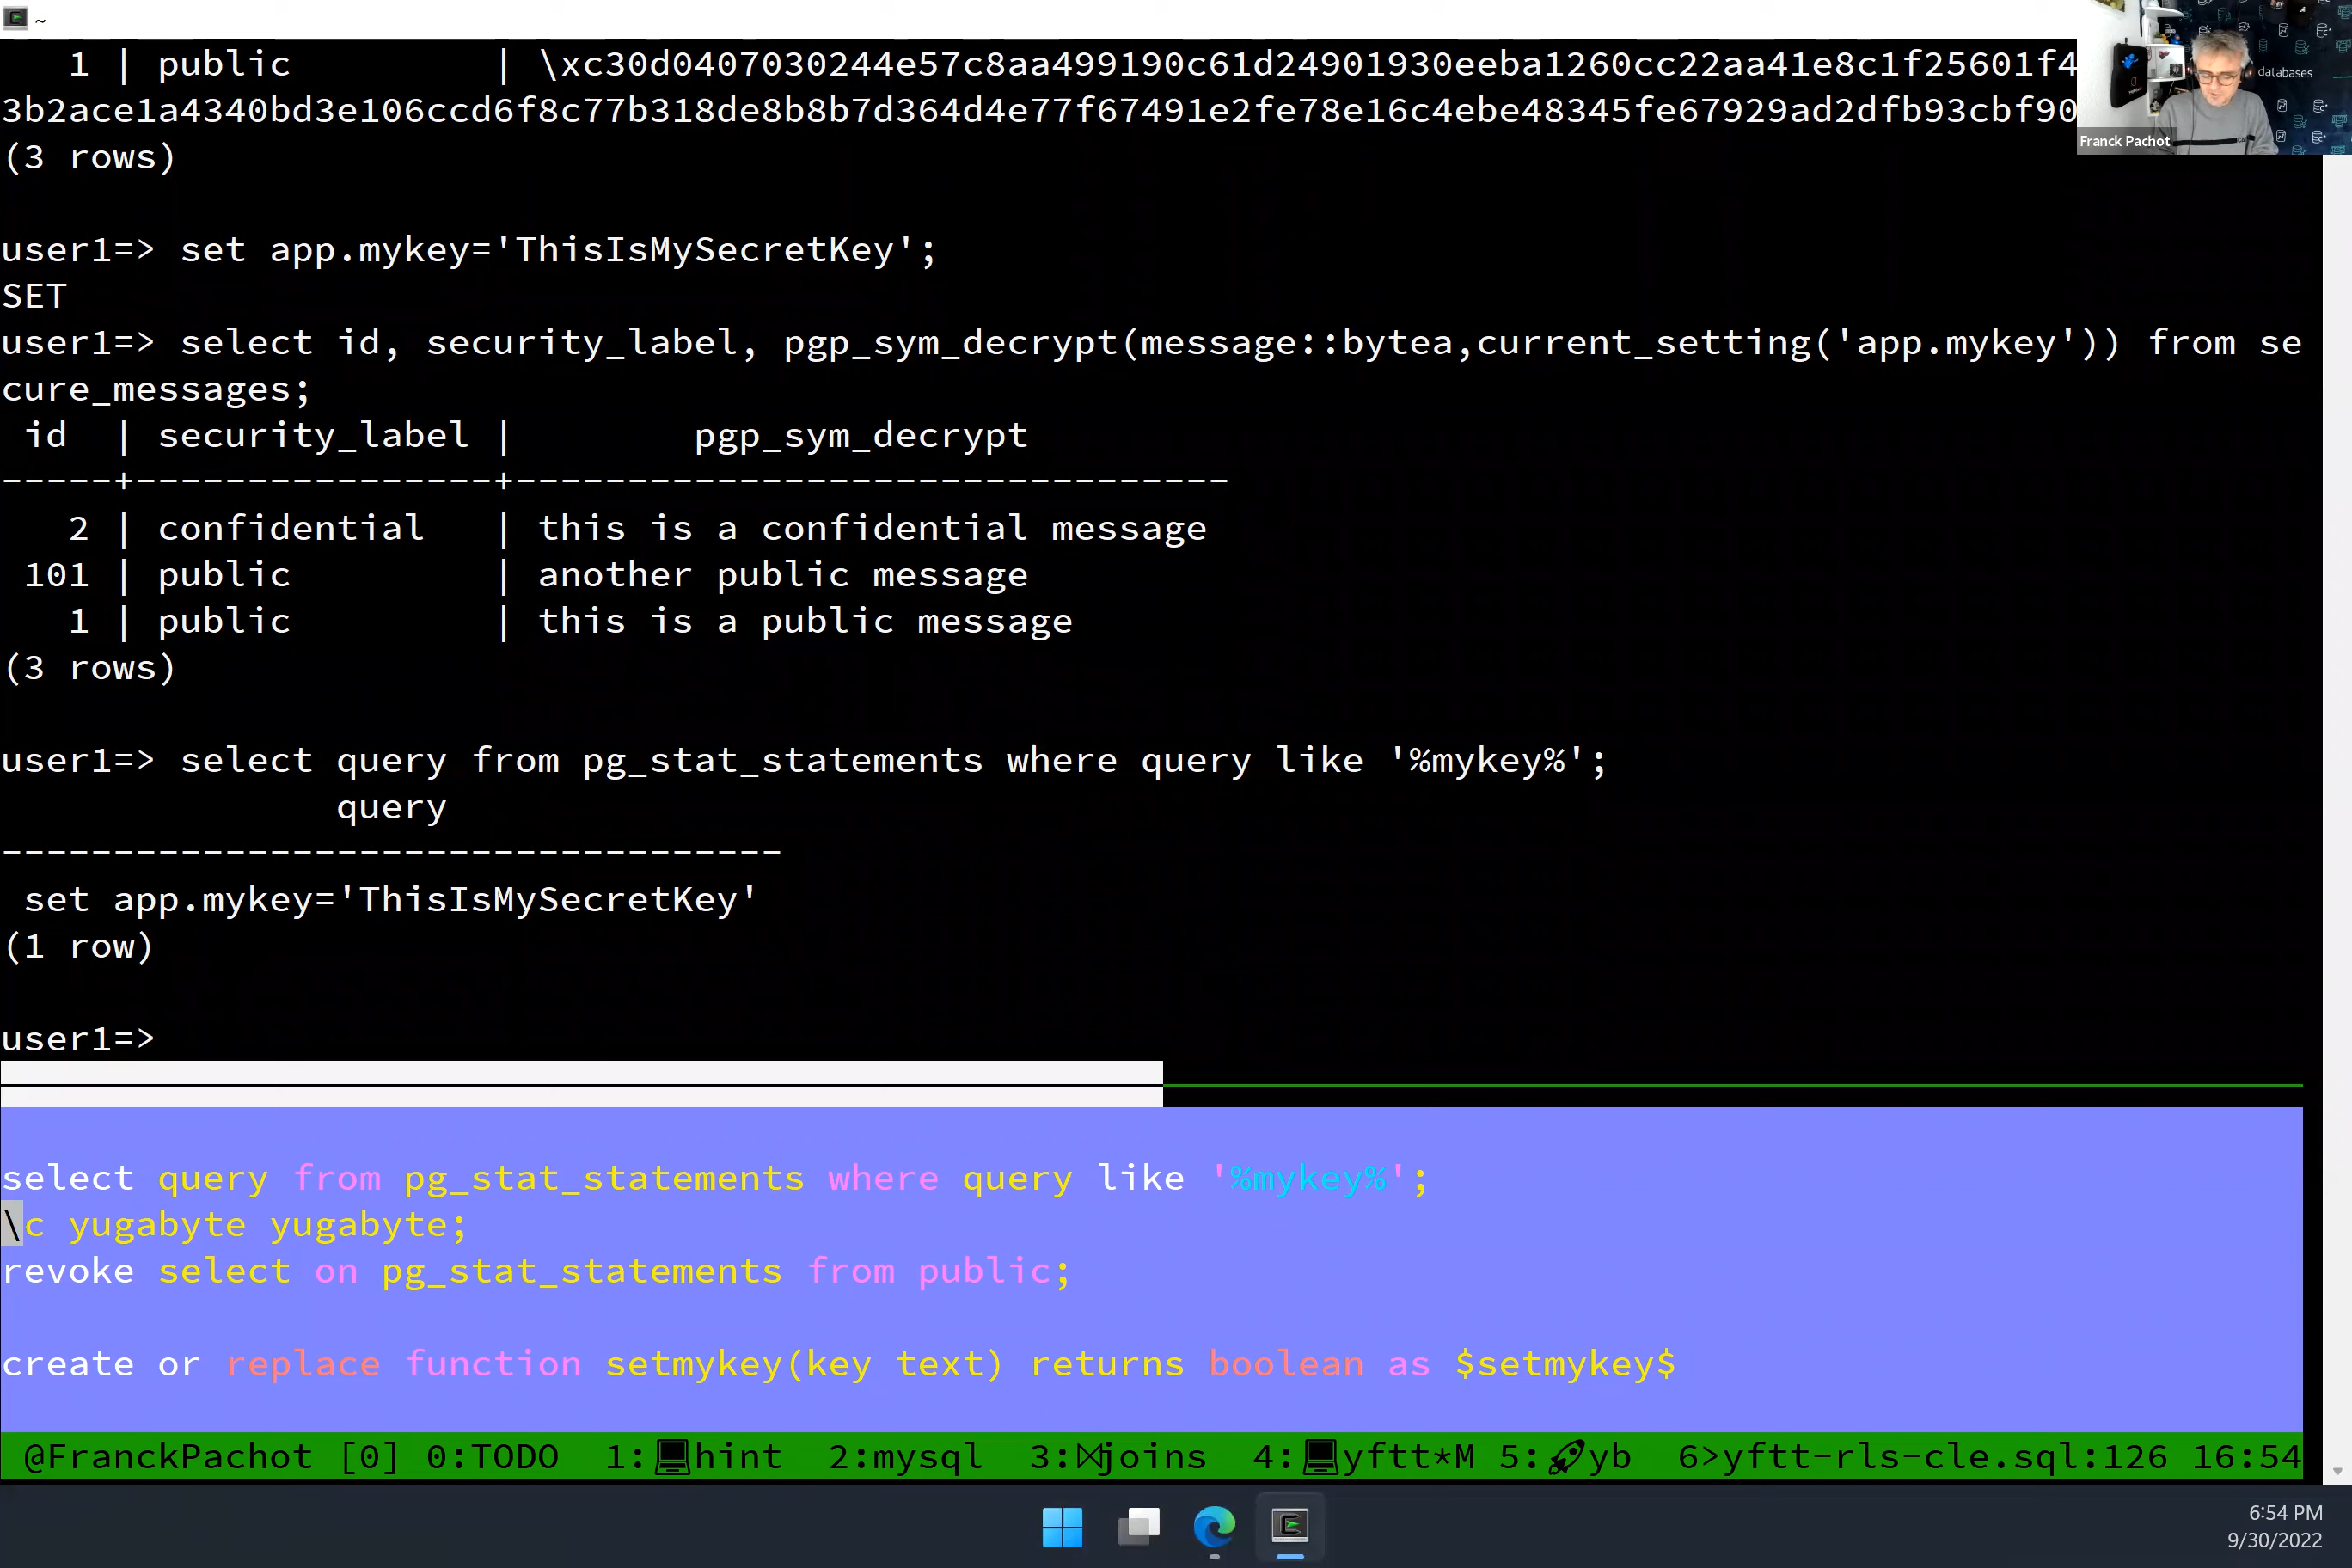 ~
1 | public | \xc30d0407030244e57c8aa499190c61d24901930eeba1260cc22aa41e8c1f25601f4
3b2ace1a4340bd3e106ccd6f8c77b318de8b8b7d364d4e77f67491e2fe78e16c4ebe48345fe67929ad2dfb93cbf90
(3 rows)
databases
Franck Pachot
user1=> set app.mykey='ThisIsMySecretKey';
SET
user1=> select id, security_label, pgp_sym_decrypt(message::bytea,current_setting('app.mykey')) from se
cure_messages;
id | security_label | pgp_sym_decrypt
-----+----------------+--------------------------------
2 | confidential | this is a confidential message
101 | public | another public message
1 | public | this is a public message
(3 rows)
user1=> select query from pg_stat_statements where query like '%mykey%';
query
-----------------------------------
set app.mykey='ThisIsMySecretKey'
(1 row)
user1=>
select query from pg_stat_statements where query like '%mykey%';
\c yugabyte yugabyte;
revoke select on pg_stat_statements from public;
create or replace function setmykey(key text) returns boolean as $setmykey$
@FranckPachot [0] 0:TODO 1:💻hint 2:mysql 3:⋈joins 4:💻yftt*M 5:🚀yb 6>yftt-rls-cle.sql:126 16:54
6:54 PM
9/30/2022